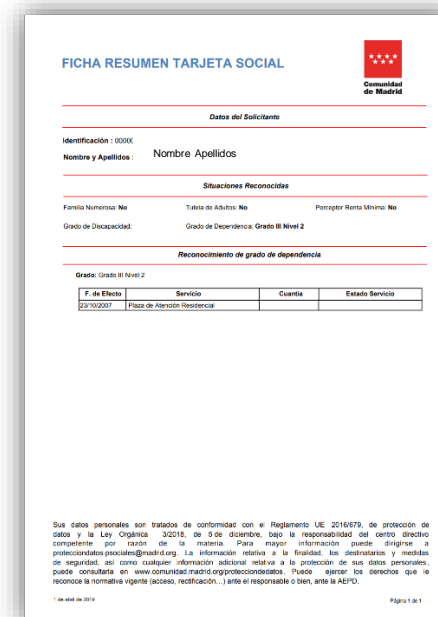 FICHA RESUMEN TARJETA SOCIAL
Comunidad
de Madrid
Datos del Solicitante
Identificación : 0000X
Nombre y Apellidos : Nombre Apellidos
Situaciones Reconocidas
Familia Numerosa: No Tutela de Adultos: No Perceptor Renta Mínima: No
Grado de Discapacidad: Grado de Dependencia: Grado III Nivel 2
Reconocimiento de grado de dependencia
Grado: Grado III Nivel 2
F. de Efecto Servicio Cuantía Estado Servicio
23/10/2007 Plaza de Atención Residencial
Sus datos personales son tratados de conformidad con el Reglamento UE 2016/679, de protección de
datos y la Ley Orgánica 3/2018, de 5 de diciembre, bajo la responsabilidad del centro directivo
competente por razón de la materia. Para mayor información puede dirigirse a
protecciondatos-psociales@madrid.org. La información relativa a la finalidad, los destinatarios y medidas
de seguridad, así como cualquier información adicional relativa a la protección de sus datos personales,
puede consultarla en www.comunidad.madrid.org/protecciondedatos. Puede ejercer los derechos que le
reconoce la normativa vigente (acceso, rectificación...) ante el responsable o bien, ante la AEPD.
1 de abril de 2019 Página 1 de 1